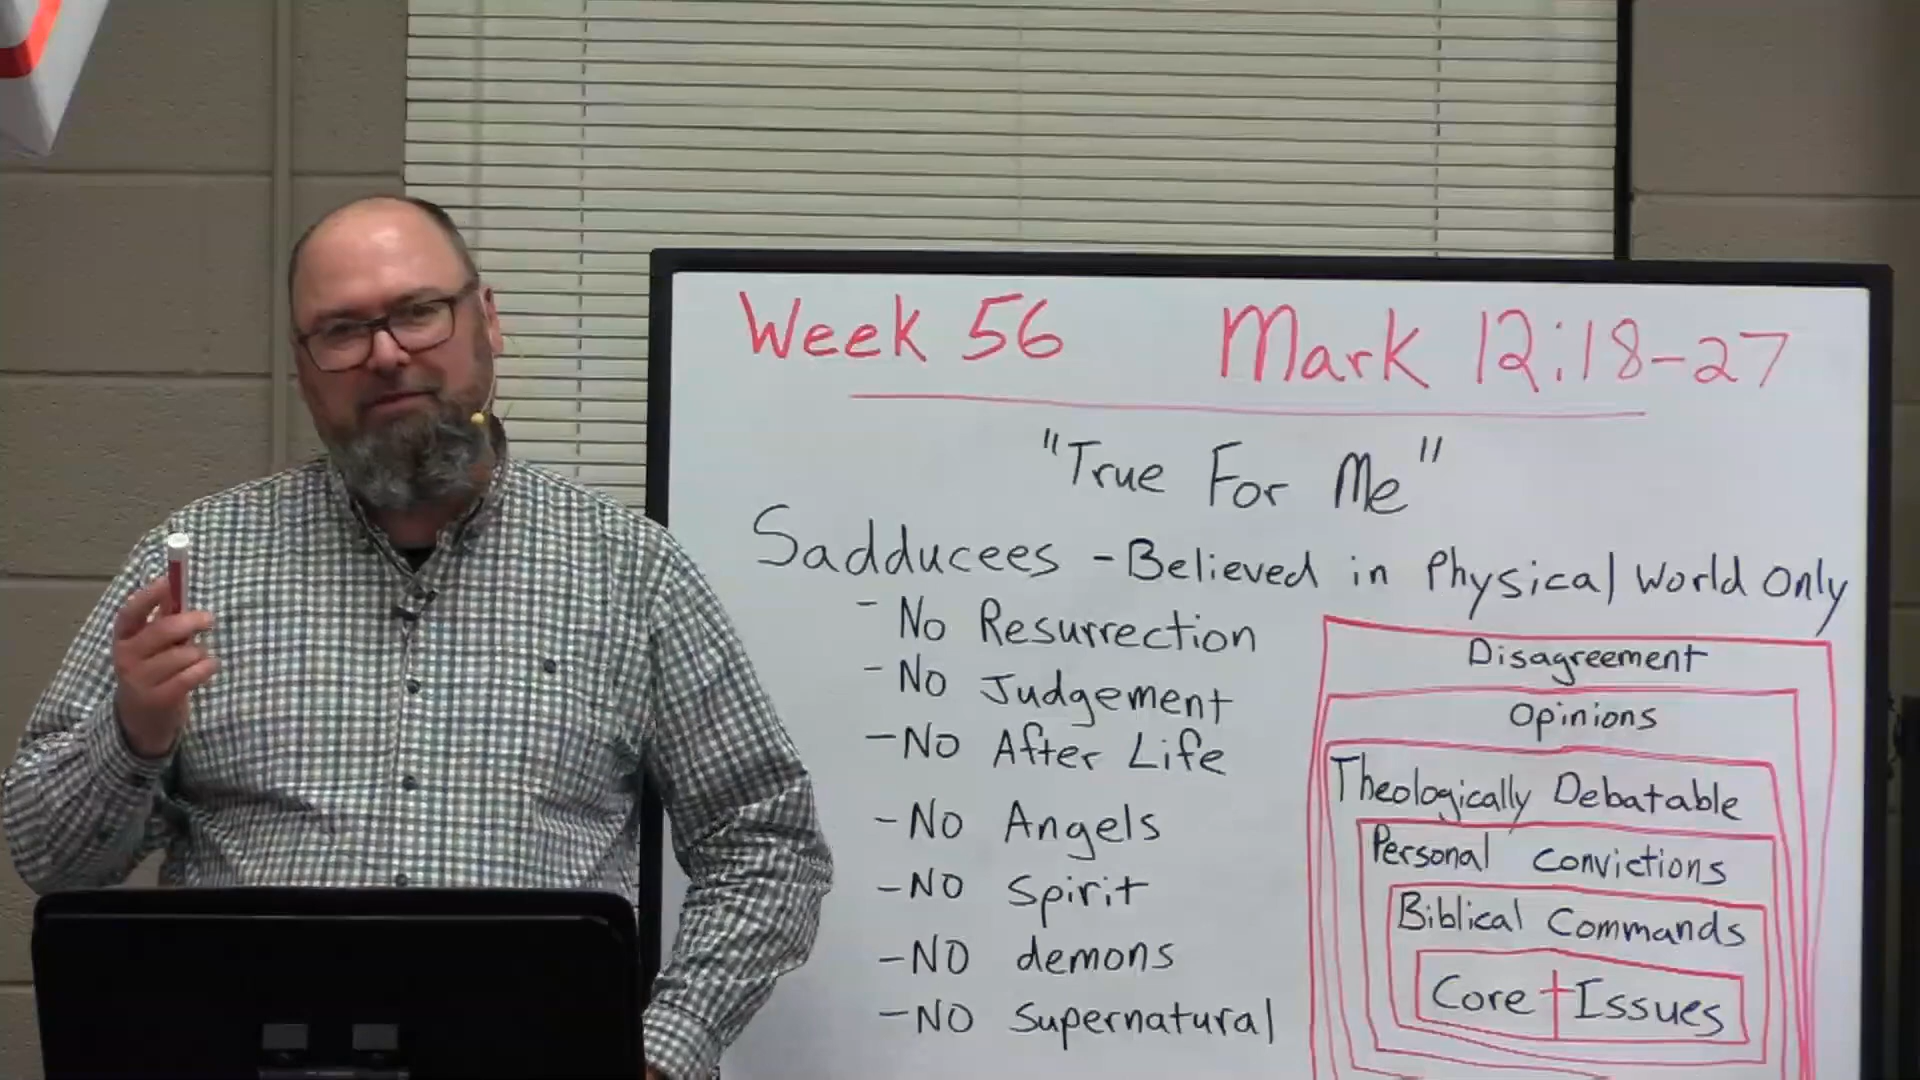 Week 56 Mark 12:18-27
"True For Me"
Sadducees - Believed in Physical World Only
- No Resurrection
- No Judgement
- No After Life
- No Angels
- No Spirit
- No demons
- No Supernatural
Disagreement
Opinions
Theologically Debatable
Personal Convictions
Biblical Commands
Core Issues